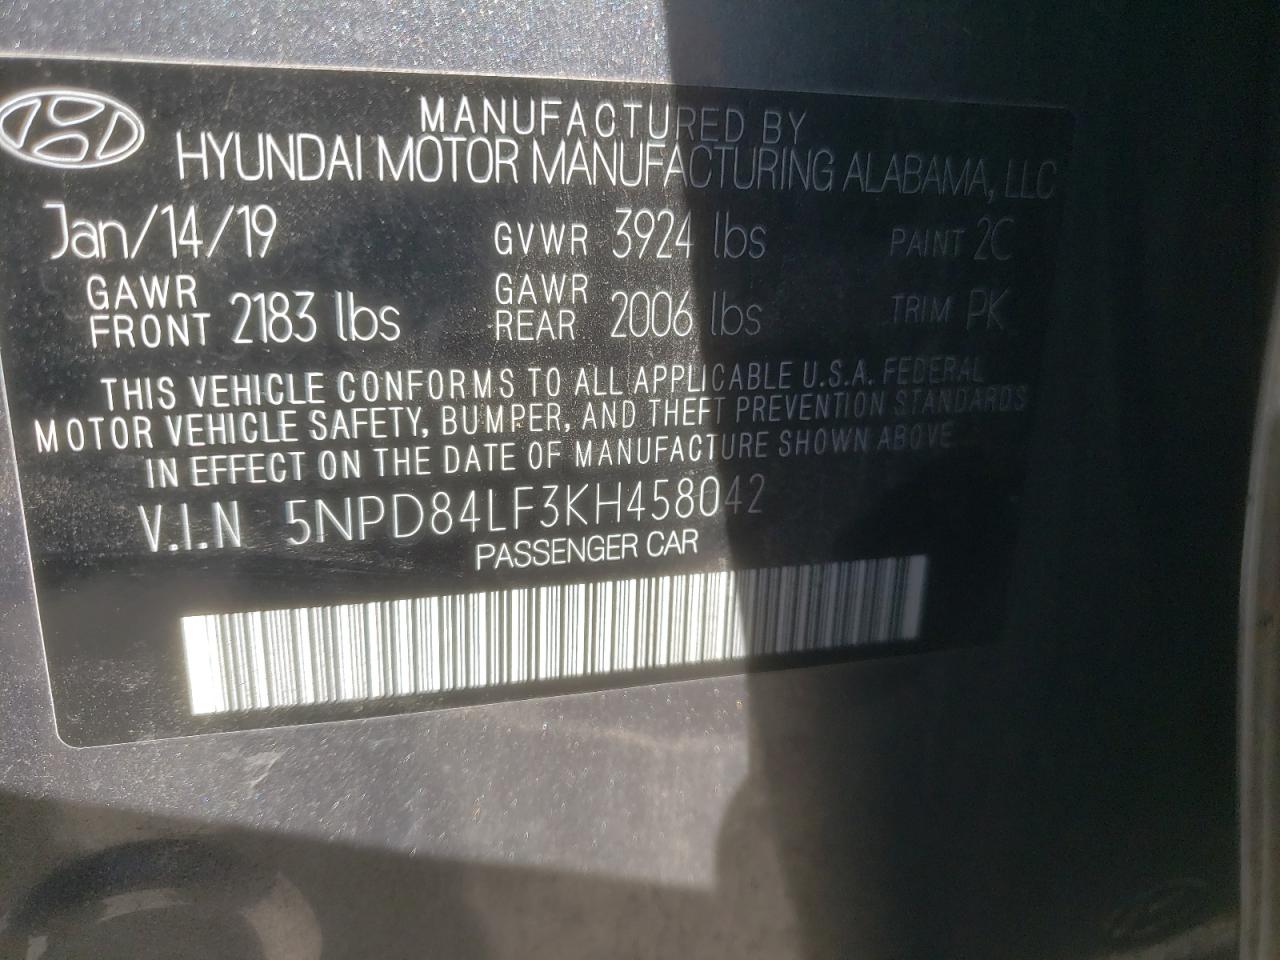 MANUFACTURED BY
HYUNDAI MOTOR MANUFACTURING ALABAMA, LLC
Jan/14/19 GVWR 3924 lbs PAINT 2C
GAWR FRONT 2183 lbs GAWR REAR 2006 lbs TRIM PK
THIS VEHICLE CONFORMS TO ALL APPLICABLE U.S.A. FEDERAL
MOTOR VEHICLE SAFETY, BUMPER, AND THEFT PREVENTION STANDARDS
IN EFFECT ON THE DATE OF MANUFACTURE SHOWN ABOVE
V.I.N 5NPD84LF3KH458042
PASSENGER CAR